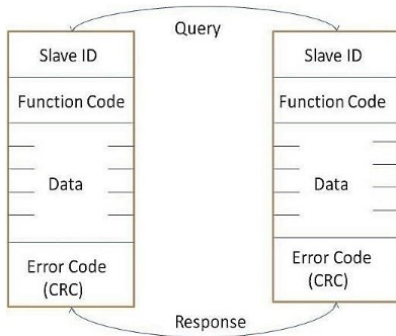 Query
Slave ID
Function Code
Data
Error Code
(CRC)
Slave ID
Function Code
Data
Error Code
(CRC)
Response